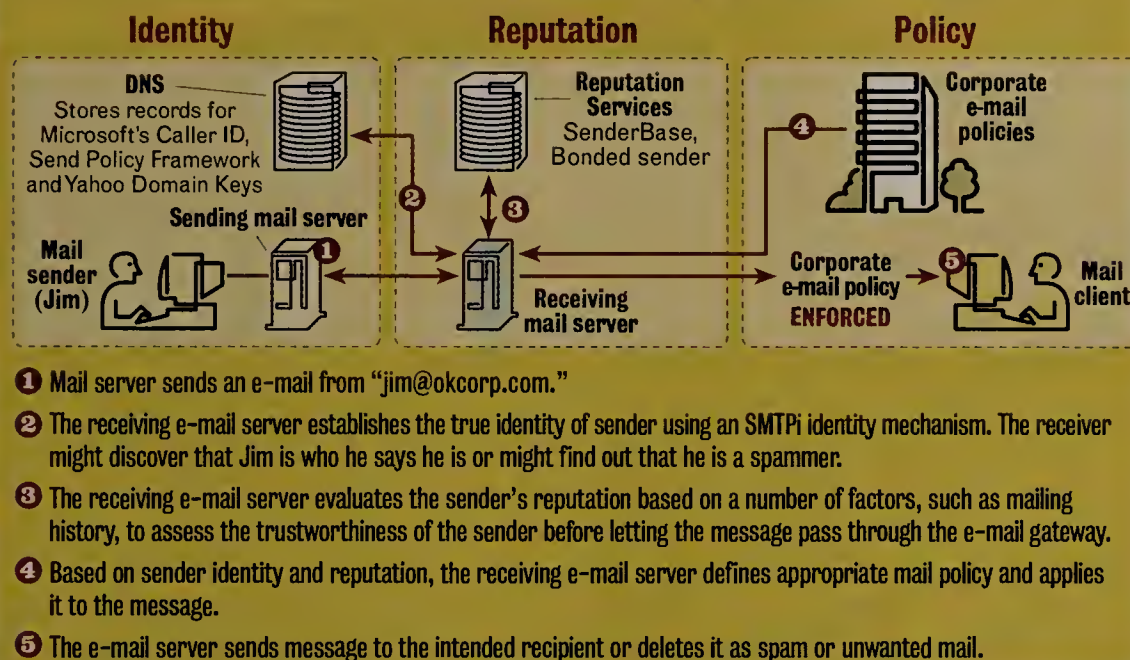 Identity
Reputation
Policy
DNS
Stores records for
Microsoft's Caller ID,
Send Policy Framework
and Yahoo Domain Keys
Sending mail server
Mail
sender
(Jim)
1
2
Reputation
Services
SenderBase,
Bonded sender
3
Receiving
mail server
4
Corporate
e-mail
policies
Corporate
e-mail policy
ENFORCED
5
Mail
client
1 Mail server sends an e-mail from “jim@okcorp.com.”
2 The receiving e-mail server establishes the true identity of sender using an SMTPi identity mechanism. The receiver
might discover that Jim is who he says he is or might find out that he is a spammer.
3 The receiving e-mail server evaluates the sender's reputation based on a number of factors, such as mailing
history, to assess the trustworthiness of the sender before letting the message pass through the e-mail gateway.
4 Based on sender identity and reputation, the receiving e-mail server defines appropriate mail policy and applies
it to the message.
5 The e-mail server sends message to the intended recipient or deletes it as spam or unwanted mail.